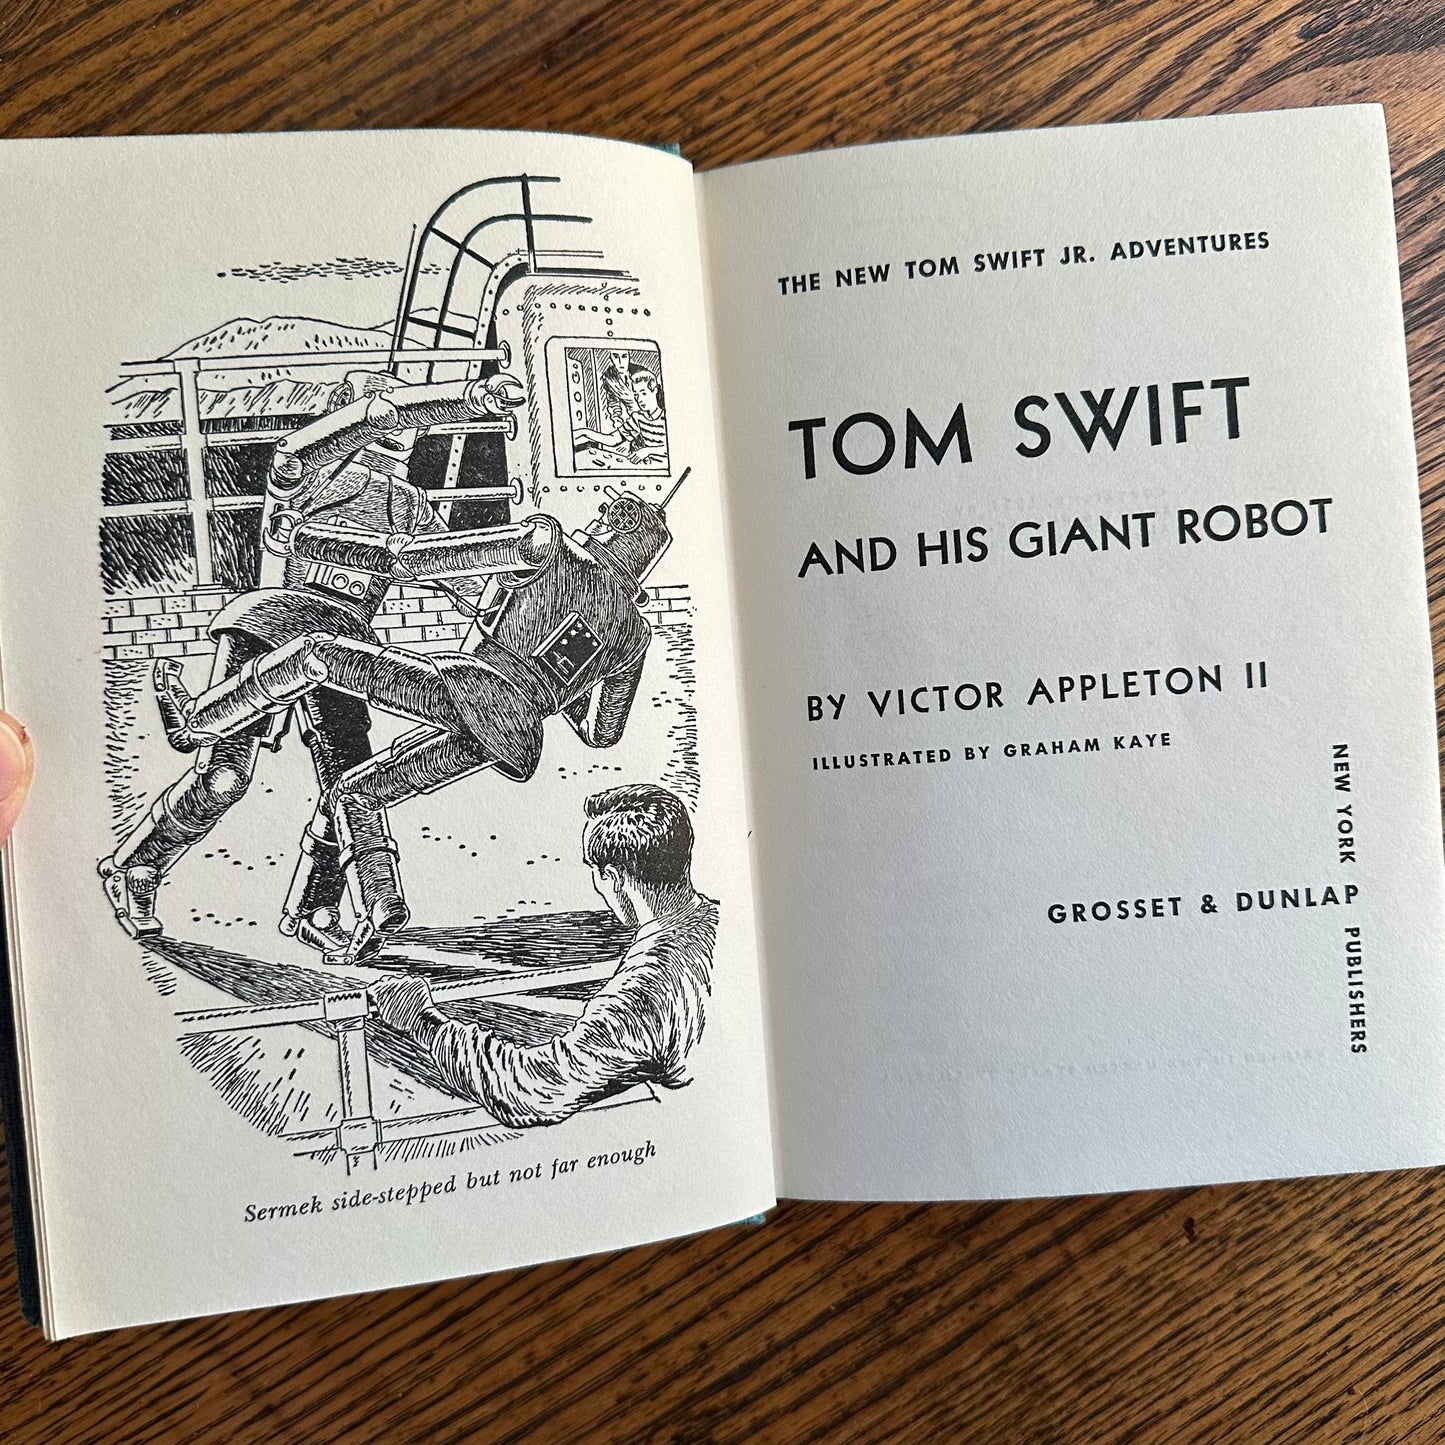 Sermek side-stepped but not far enough
THE NEW TOM SWIFT JR. ADVENTURES
TOM SWIFT
AND HIS GIANT ROBOT
BY VICTOR APPLETON II
ILLUSTRATED BY GRAHAM KAYE
GROSSET & DUNLAP
NEW YORK PUBLISHERS